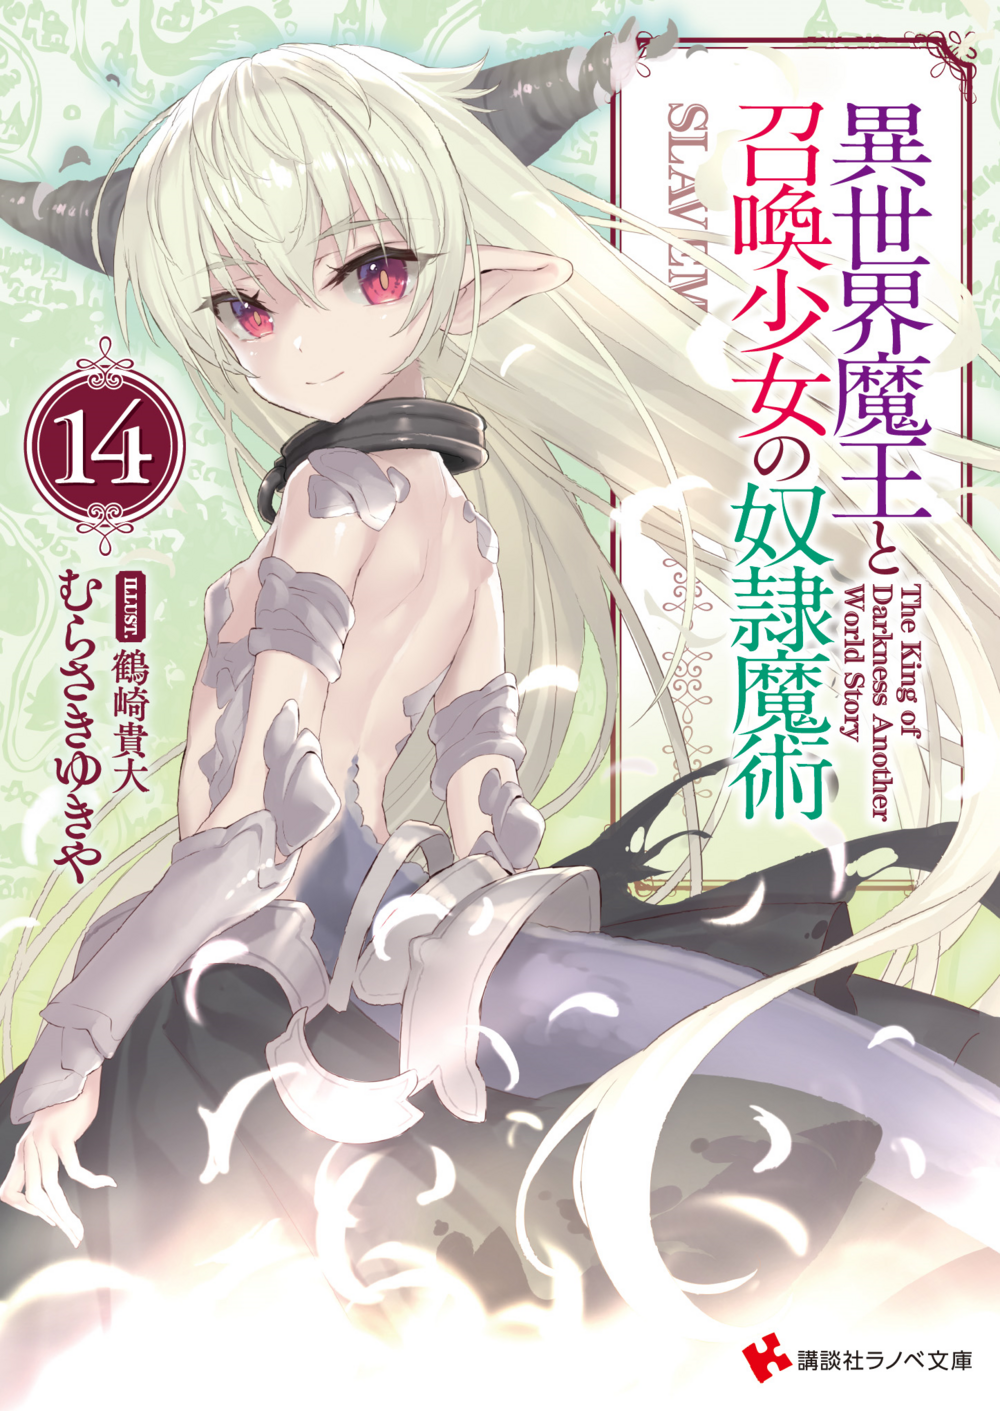 異世界魔王と
召喚少女の奴隷魔術
The King of
Darkness Another
World Story
14
ILLUST. 鶴崎貴大
むらさきゆきや
講談社ラノベ文庫